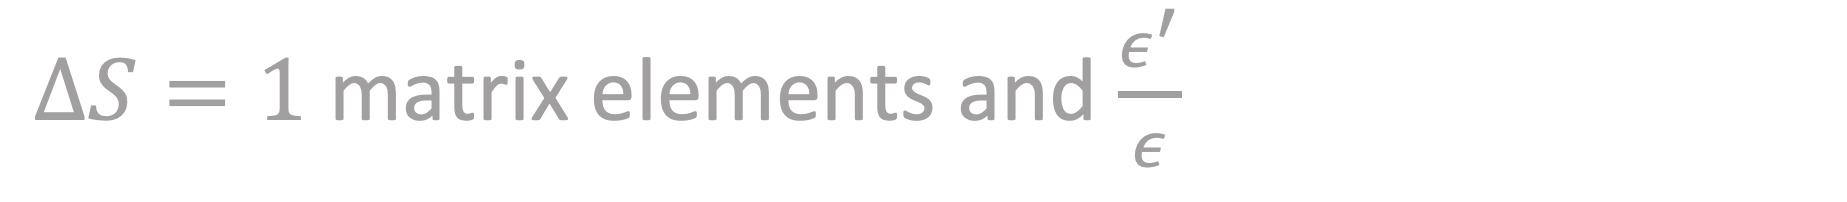 ΔS = 1 matrix elements and ϵ′/ϵ